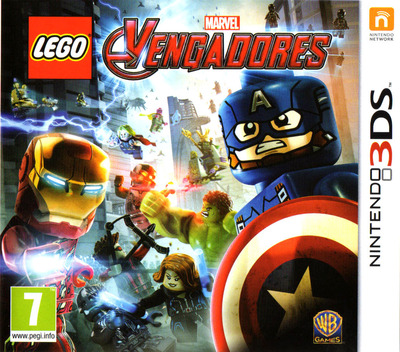 LEGO
MARVEL
VENGADORES
NINTENDO
NETWORK
NINTENDO 3DS
A
7
www.pegi.info
WB
GAMES